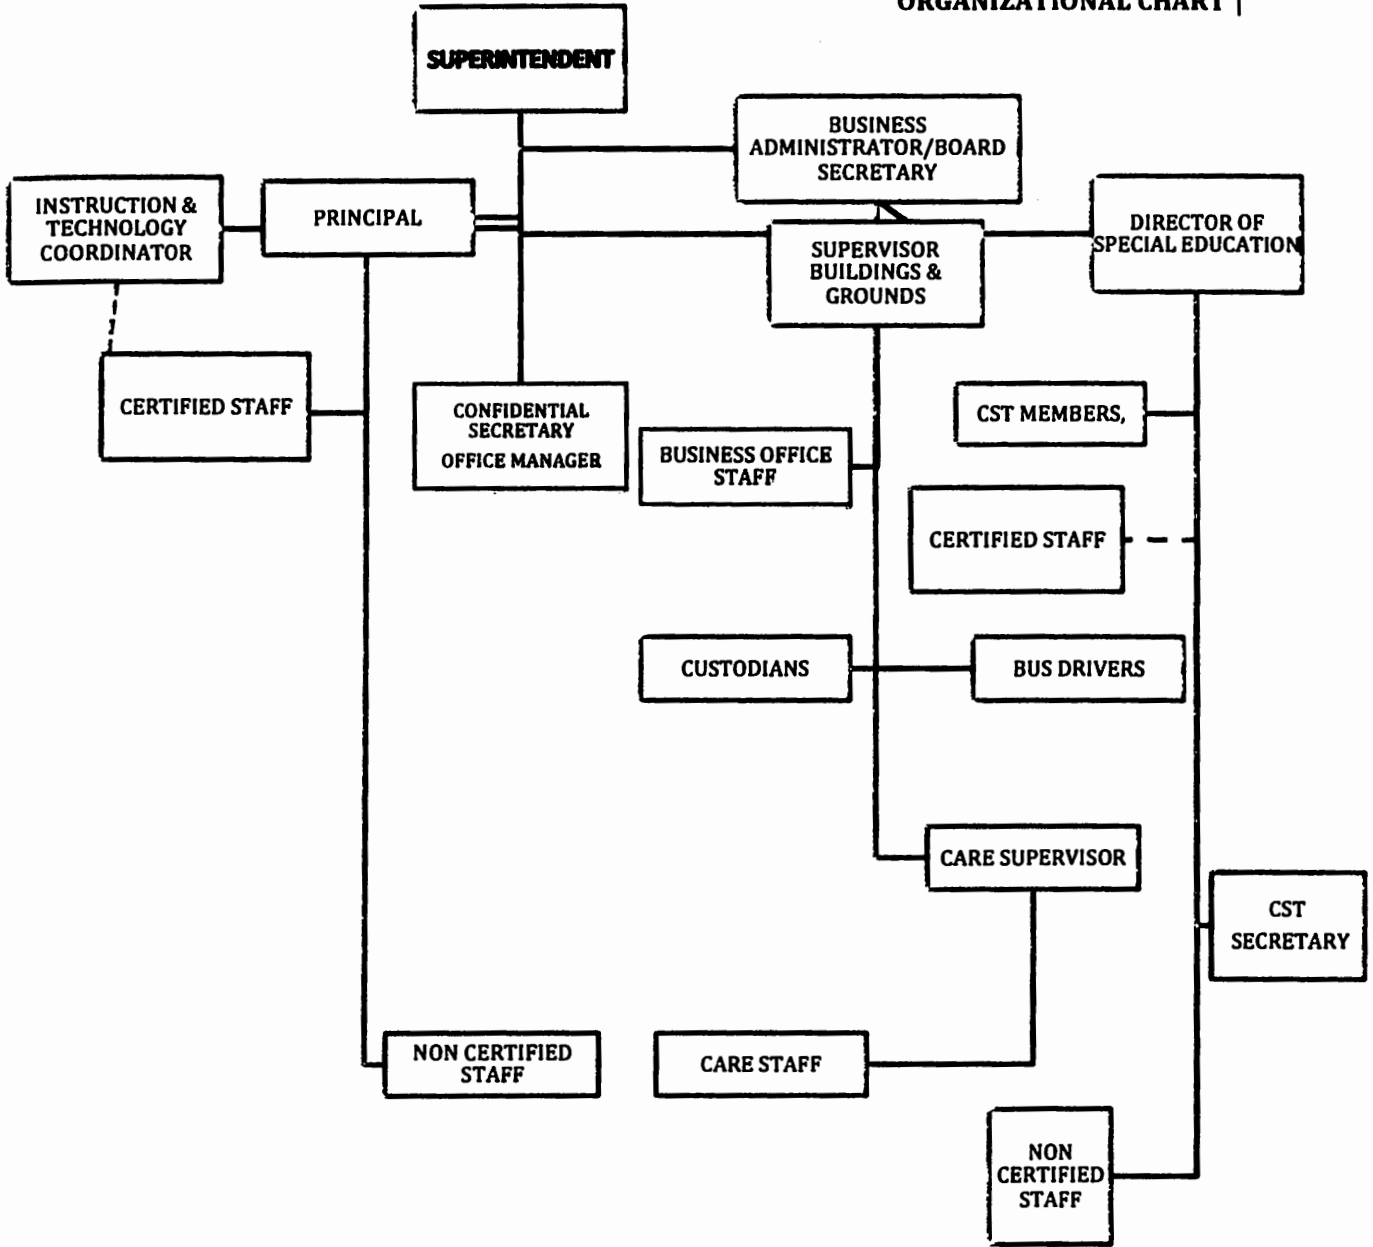 ORGANIZATIONAL CHART
SUPERINTENDENT
BUSINESS
ADMINISTRATOR/BOARD
SECRETARY
INSTRUCTION &
TECHNOLOGY
COORDINATOR
PRINCIPAL
SUPERVISOR
BUILDINGS &
GROUNDS
DIRECTOR OF
SPECIAL EDUCATION
CERTIFIED STAFF
CONFIDENTIAL
SECRETARY
OFFICE MANAGER
BUSINESS OFFICE
STAFF
CST MEMBERS,
CERTIFIED STAFF
CUSTODIANS
BUS DRIVERS
CARE SUPERVISOR
CST
SECRETARY
NON CERTIFIED
STAFF
CARE STAFF
NON
CERTIFIED
STAFF